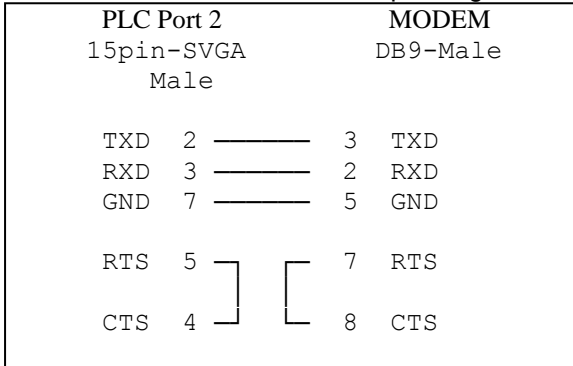 PLC Port 2 MODEM
15pin-SVGA DB9-Male
Male
TXD 2 3 TXD
RXD 3 2 RXD
GND 7 5 GND
RTS 5 7 RTS
CTS 4 8 CTS